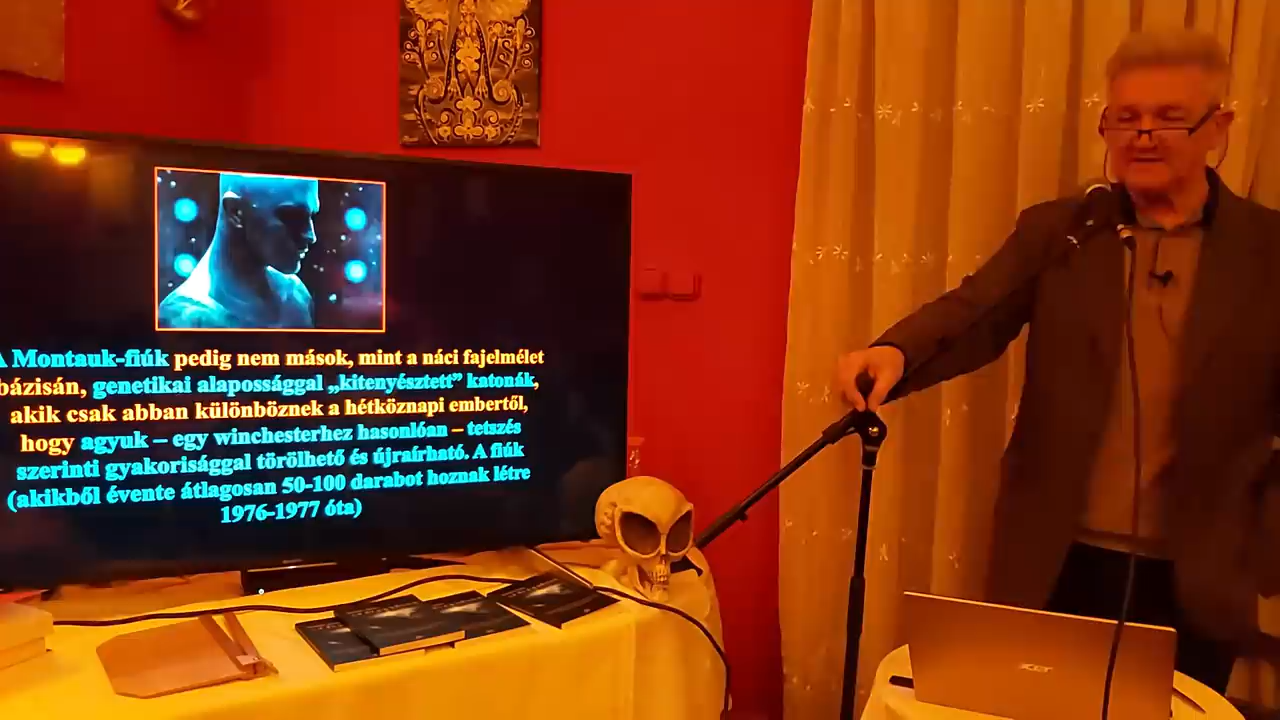 A Montauk-fiúk pedig nem mások, mint a náci fajelmélet
bázisán, genetikai alapossággal „kitenyésztett” katonák,
akik csak abban különböznek a hétköznapi embertől,
hogy agyuk – egy winchesterhez hasonlóan – tetszés
szerinti gyakorisággal törölhető és újraírható. A fiúk
(akikből évente átlagosan 50-100 darabot hoznak létre
1976-1977 óta)
acer